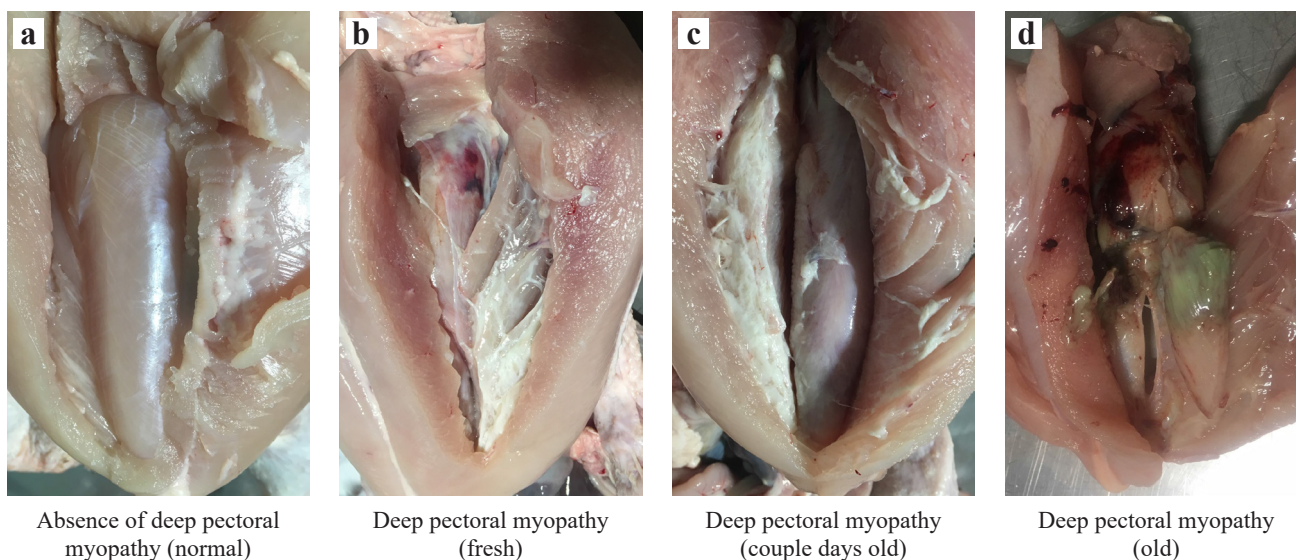 a
b
c
d
Absence of deep pectoral
myopathy (normal)
Deep pectoral myopathy
(fresh)
Deep pectoral myopathy
(couple days old)
Deep pectoral myopathy
(old)